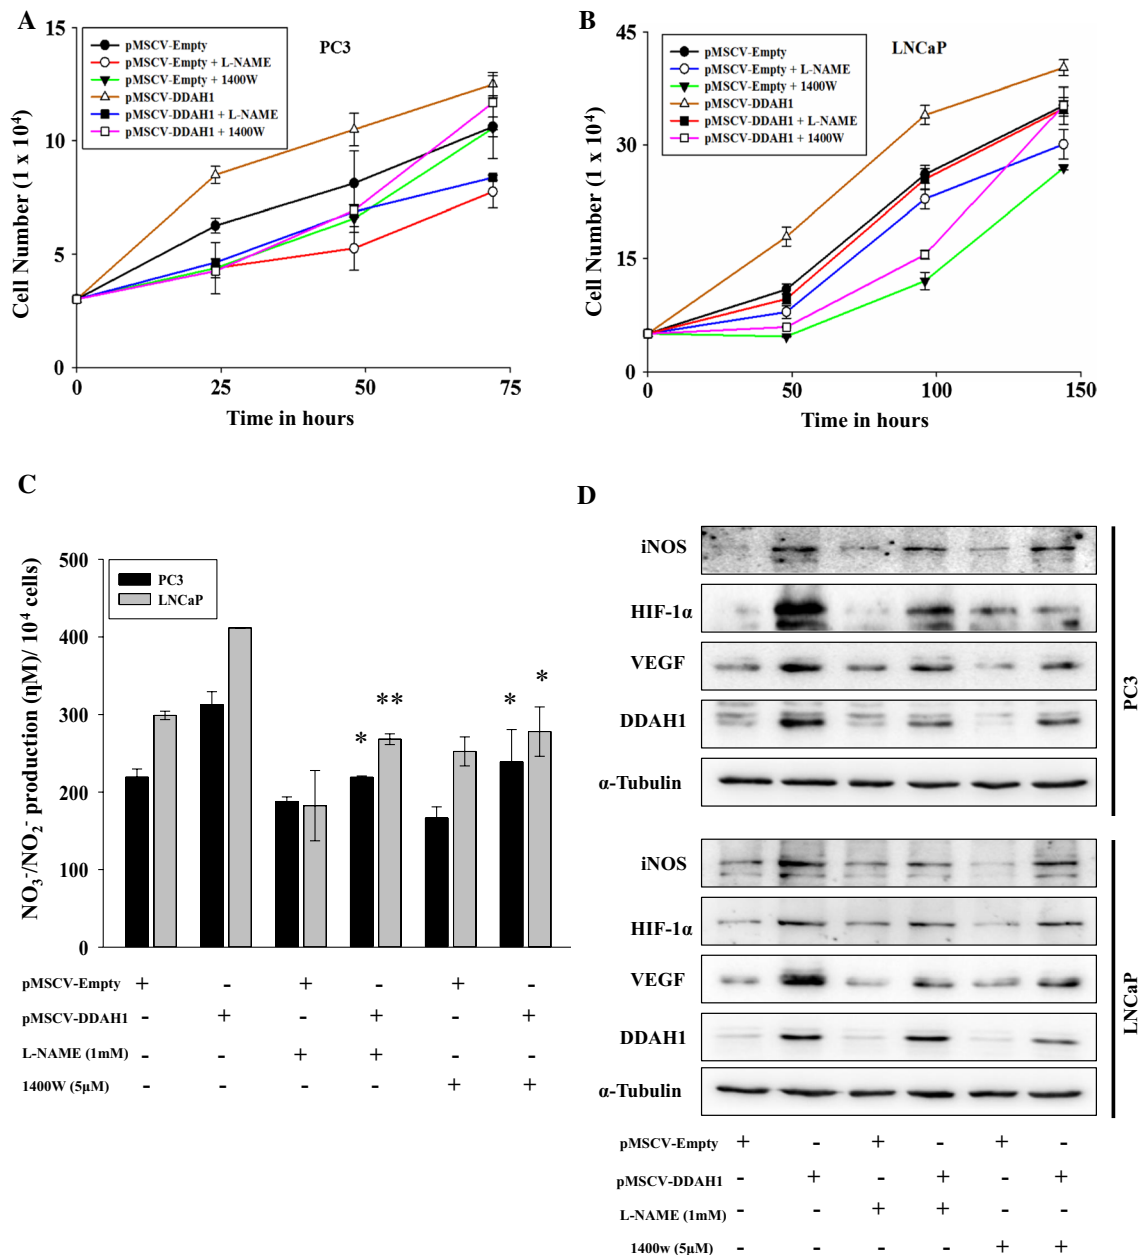 A
15
10
5
0
Cell Number (1 x 10⁴)
pMSCV-Empty
pMSCV-Empty + L-NAME
pMSCV-Empty + 1400W
pMSCV-DDAH1
pMSCV-DDAH1 + L-NAME
pMSCV-DDAH1 + 1400W
PC3
0 25 50 75
Time in hours
B
45
30
15
0
Cell Number (1 x 10⁴)
pMSCV-Empty
pMSCV-Empty + L-NAME
pMSCV-Empty + 1400W
pMSCV-DDAH1
pMSCV-DDAH1 + L-NAME
pMSCV-DDAH1 + 1400W
LNCaP
0 50 100 150
Time in hours
C
500
400
300
200
100
0
NO₃⁻/NO₂⁻ production (ηM)/ 10⁴ cells)
PC3
LNCaP
* ** * *
pMSCV-Empty + - + - + -
pMSCV-DDAH1 - + - + - +
L-NAME (1mM) - - + + - -
1400W (5µM) - - - - + +
D
iNOS
HIF-1α
VEGF
DDAH1
α-Tubulin
PC3
iNOS
HIF-1α
VEGF
DDAH1
α-Tubulin
LNCaP
pMSCV-Empty + - + - + -
pMSCV-DDAH1 - + - + - +
L-NAME (1mM) - - + + - -
1400w (5µM) - - - - + +